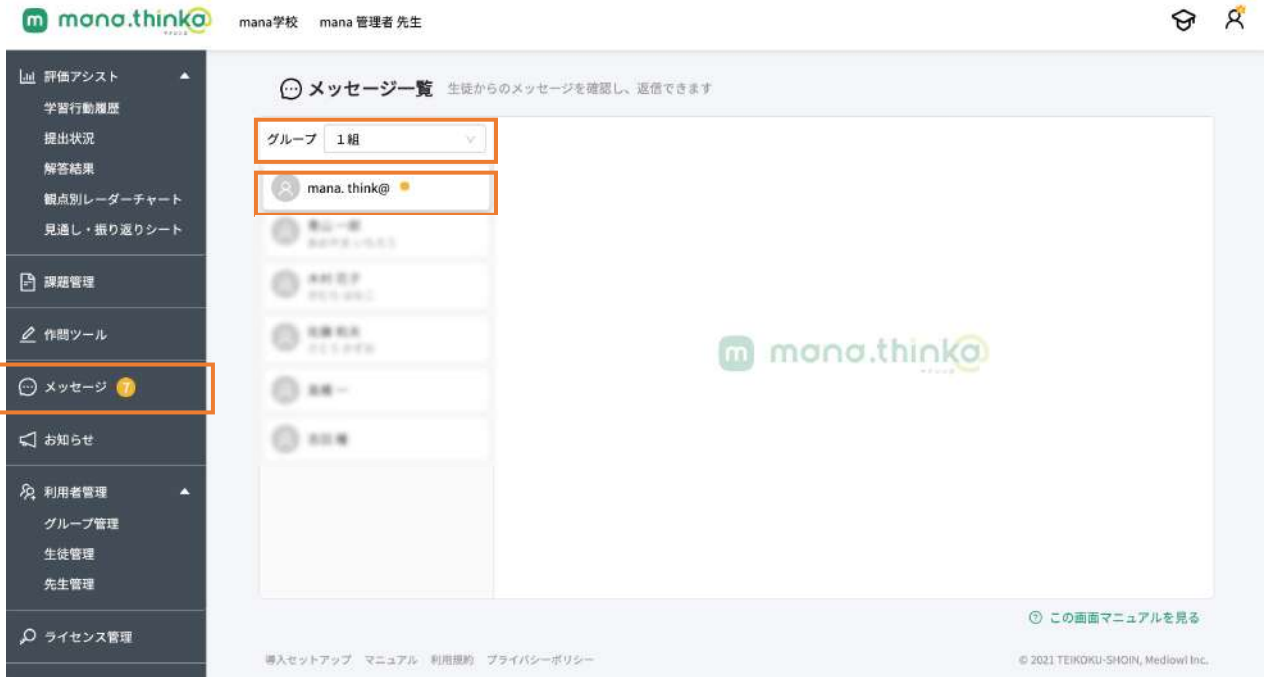 mana.think@ mana学校 mana 管理者 先生
評価アシスト
学習行動履歴
提出状況
解答結果
観点別レーダーチャート
見通し・振り返りシート
課題管理
作問ツール
メッセージ 7
お知らせ
利用者管理
グループ管理
生徒管理
先生管理
ライセンス管理
メッセージ一覧 生徒からのメッセージを確認し、返信できます
グループ 1組
mana. think@
mana.think@
この画面マニュアルを見る
導入セットアップ マニュアル 利用規約 プライバシーポリシー
© 2021 TEIKOKU-SHOIN, Mediowl Inc.